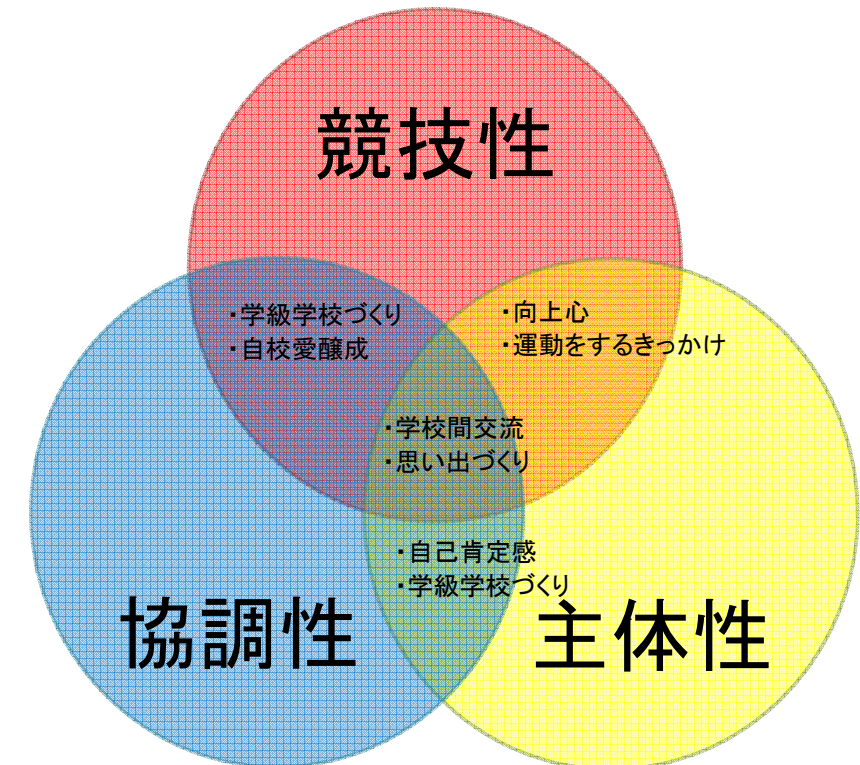 競技性
・学級学校づくり
・自校愛醸成
・向上心
・運動をするきっかけ
・学校間交流
・思い出づくり
・自己肯定感
・学級学校づくり
協調性
主体性